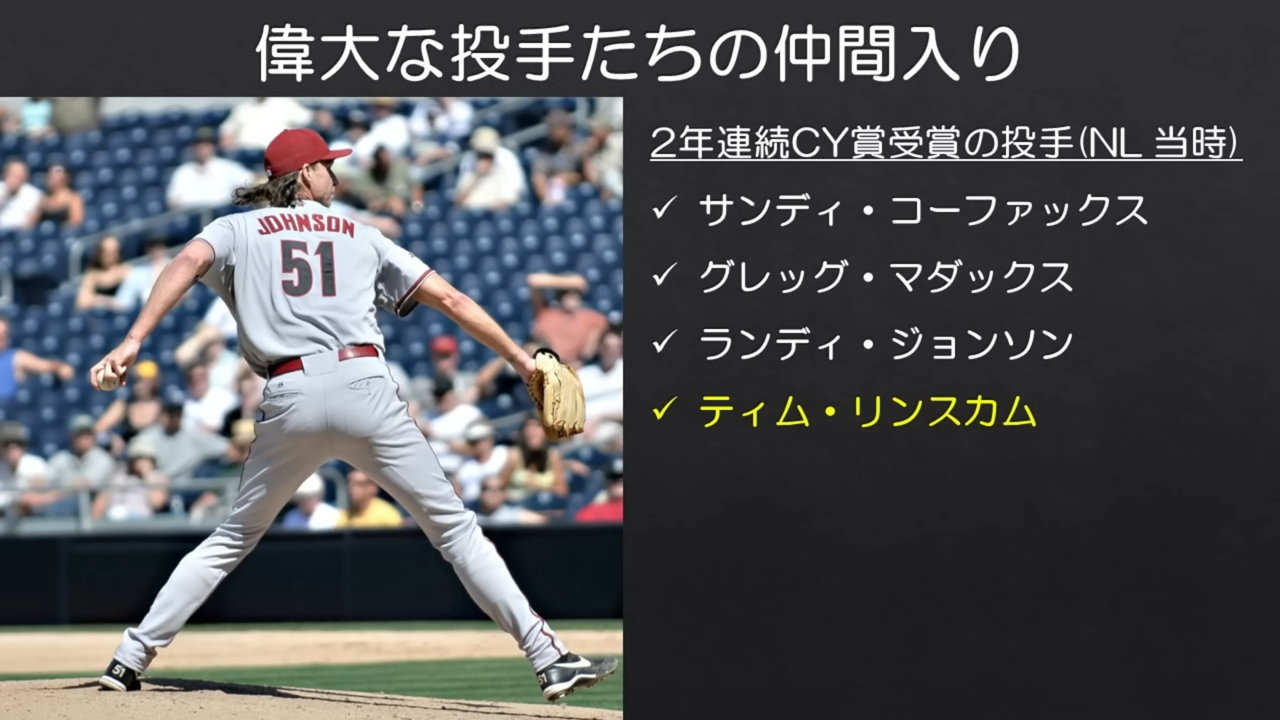 偉大な投手たちの仲間入り
2年連続CY賞受賞の投手(NL 当時)
✓ サンディ・コーファックス
✓ グレッグ・マダックス
✓ ランディ・ジョンソン
✓ ティム・リンスカム
JOHNSON
51
51